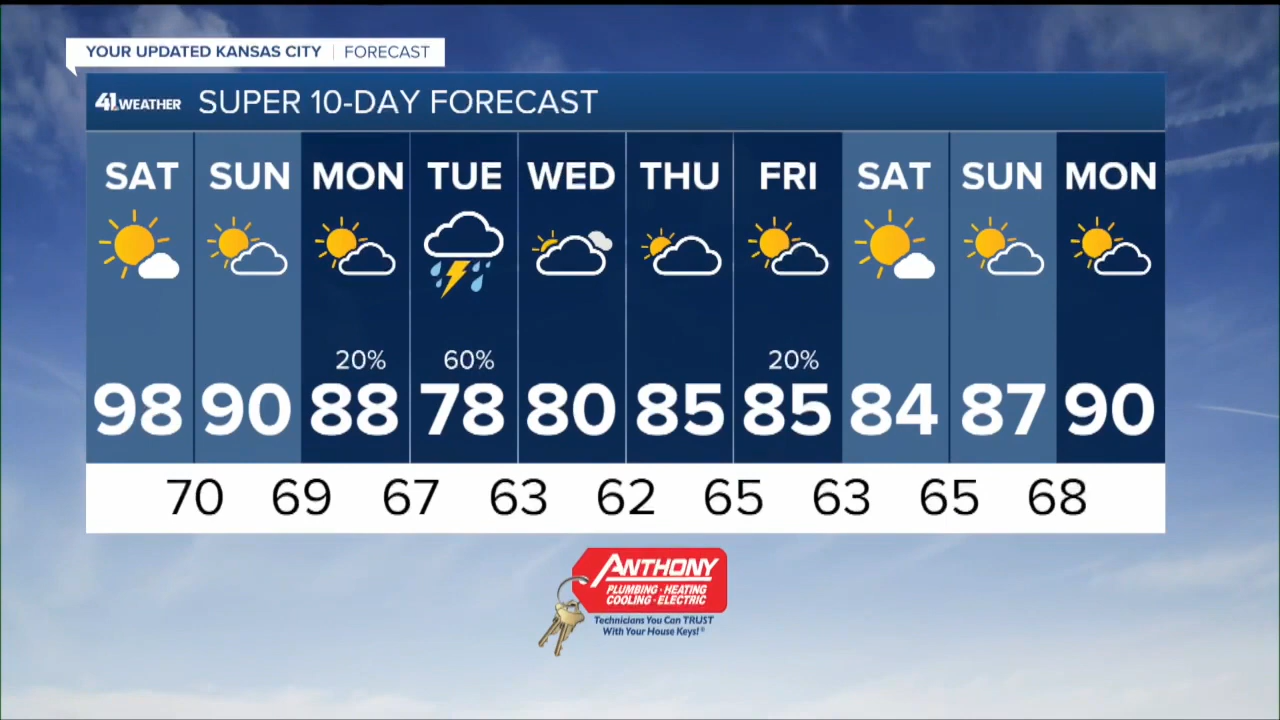 YOUR UPDATED KANSAS CITY | FORECAST
41 WEATHER SUPER 10-DAY FORECAST
SAT SUN MON TUE WED THU FRI SAT SUN MON
20% 60% 20%
98 90 88 78 80 85 85 84 87 90
70 69 67 63 62 65 63 65 68
ANTHONY
PLUMBING · HEATING
COOLING · ELECTRIC
Technicians You Can TRUST
With Your House Keys!®